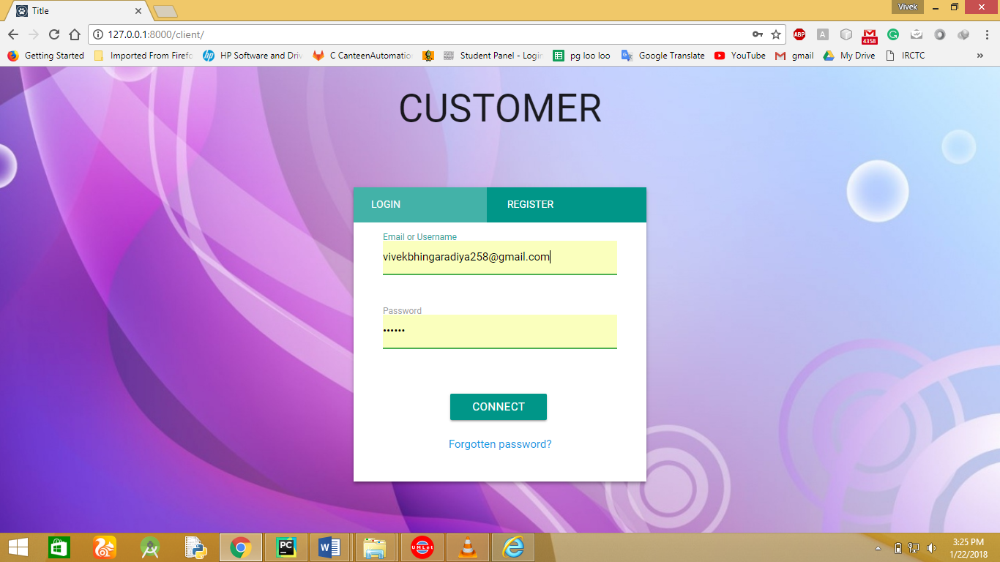 Title
Vivek
127.0.0.1:8000/client/
ABP
A
4358
G
Getting Started
Imported From Firefo
HP Software and Driv
C CanteenAutomatio
Student Panel - Login
pg loo loo
Google Translate
YouTube
gmail
My Drive
IRCTC
»
CUSTOMER
LOGIN
REGISTER
Email or Username
vivekbhingaradiya258@gmail.com
Password
••••••
CONNECT
Forgotten password?
PC
W
UMLet
3:25 PM
1/22/2018